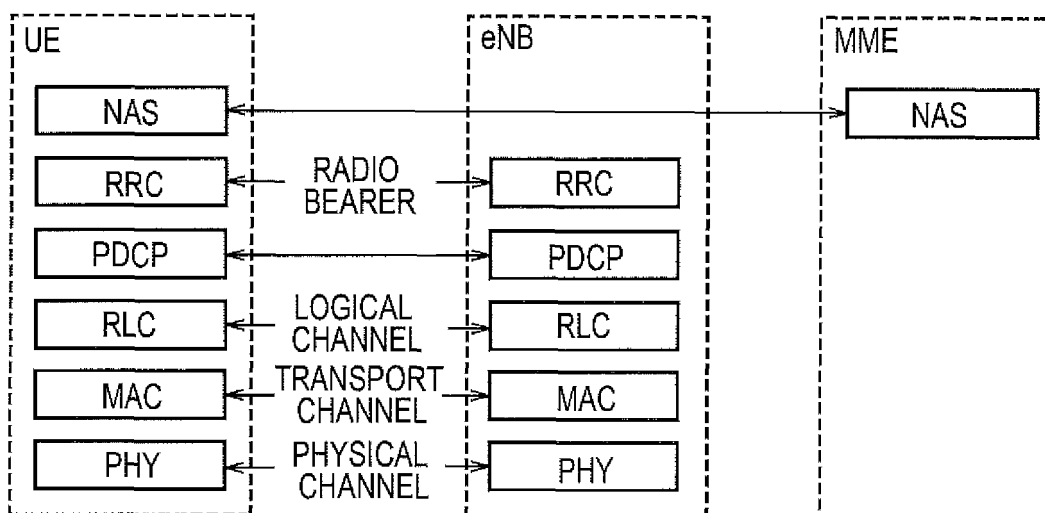 UE
eNB
MME
NAS
NAS
RRC
RADIO
BEARER
RRC
PDCP
PDCP
RLC
LOGICAL
CHANNEL
RLC
MAC
TRANSPORT
CHANNEL
MAC
PHY
PHYSICAL
CHANNEL
PHY